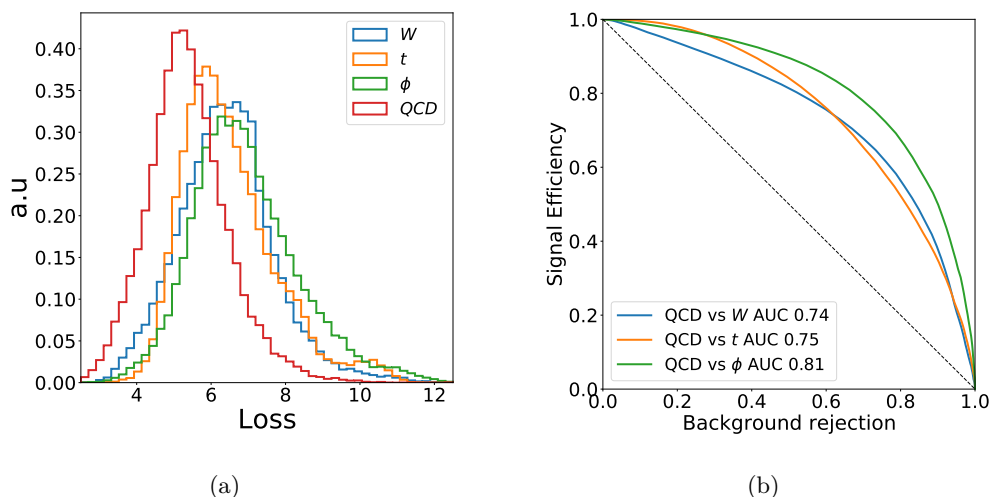 0.40
0.35
0.30
0.25
0.20
0.15
0.10
0.05
0.00
a.u
4 6 8 10 12
Loss
W
t
ϕ
QCD
(a)
1.0
0.8
0.6
0.4
0.2
0.0
Signal Efficiency
0.0 0.2 0.4 0.6 0.8 1.0
Background rejection
QCD vs W AUC 0.74
QCD vs t AUC 0.75
QCD vs ϕ AUC 0.81
(b)